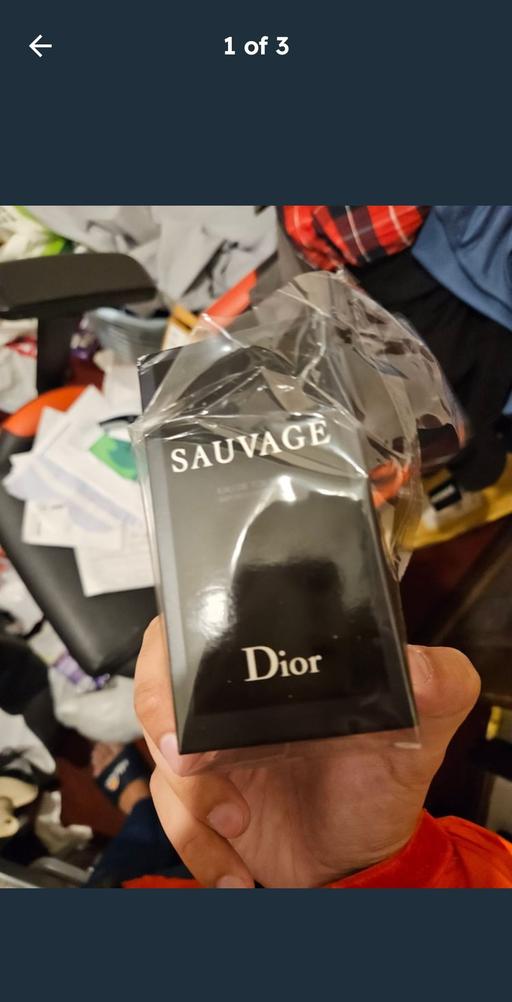 1 of 3
SAUVAGE
Dior